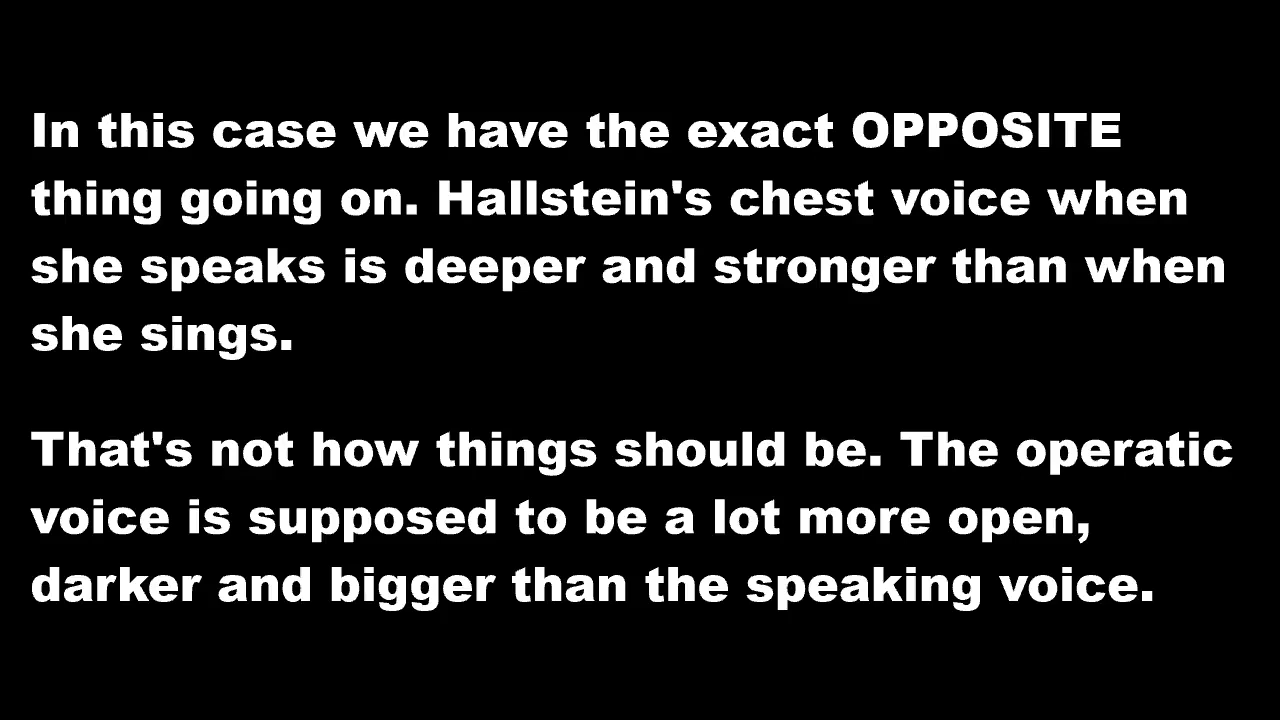 In this case we have the exact OPPOSITE
thing going on. Hallstein's chest voice when
she speaks is deeper and stronger than when
she sings.
That's not how things should be. The operatic
voice is supposed to be a lot more open,
darker and bigger than the speaking voice.